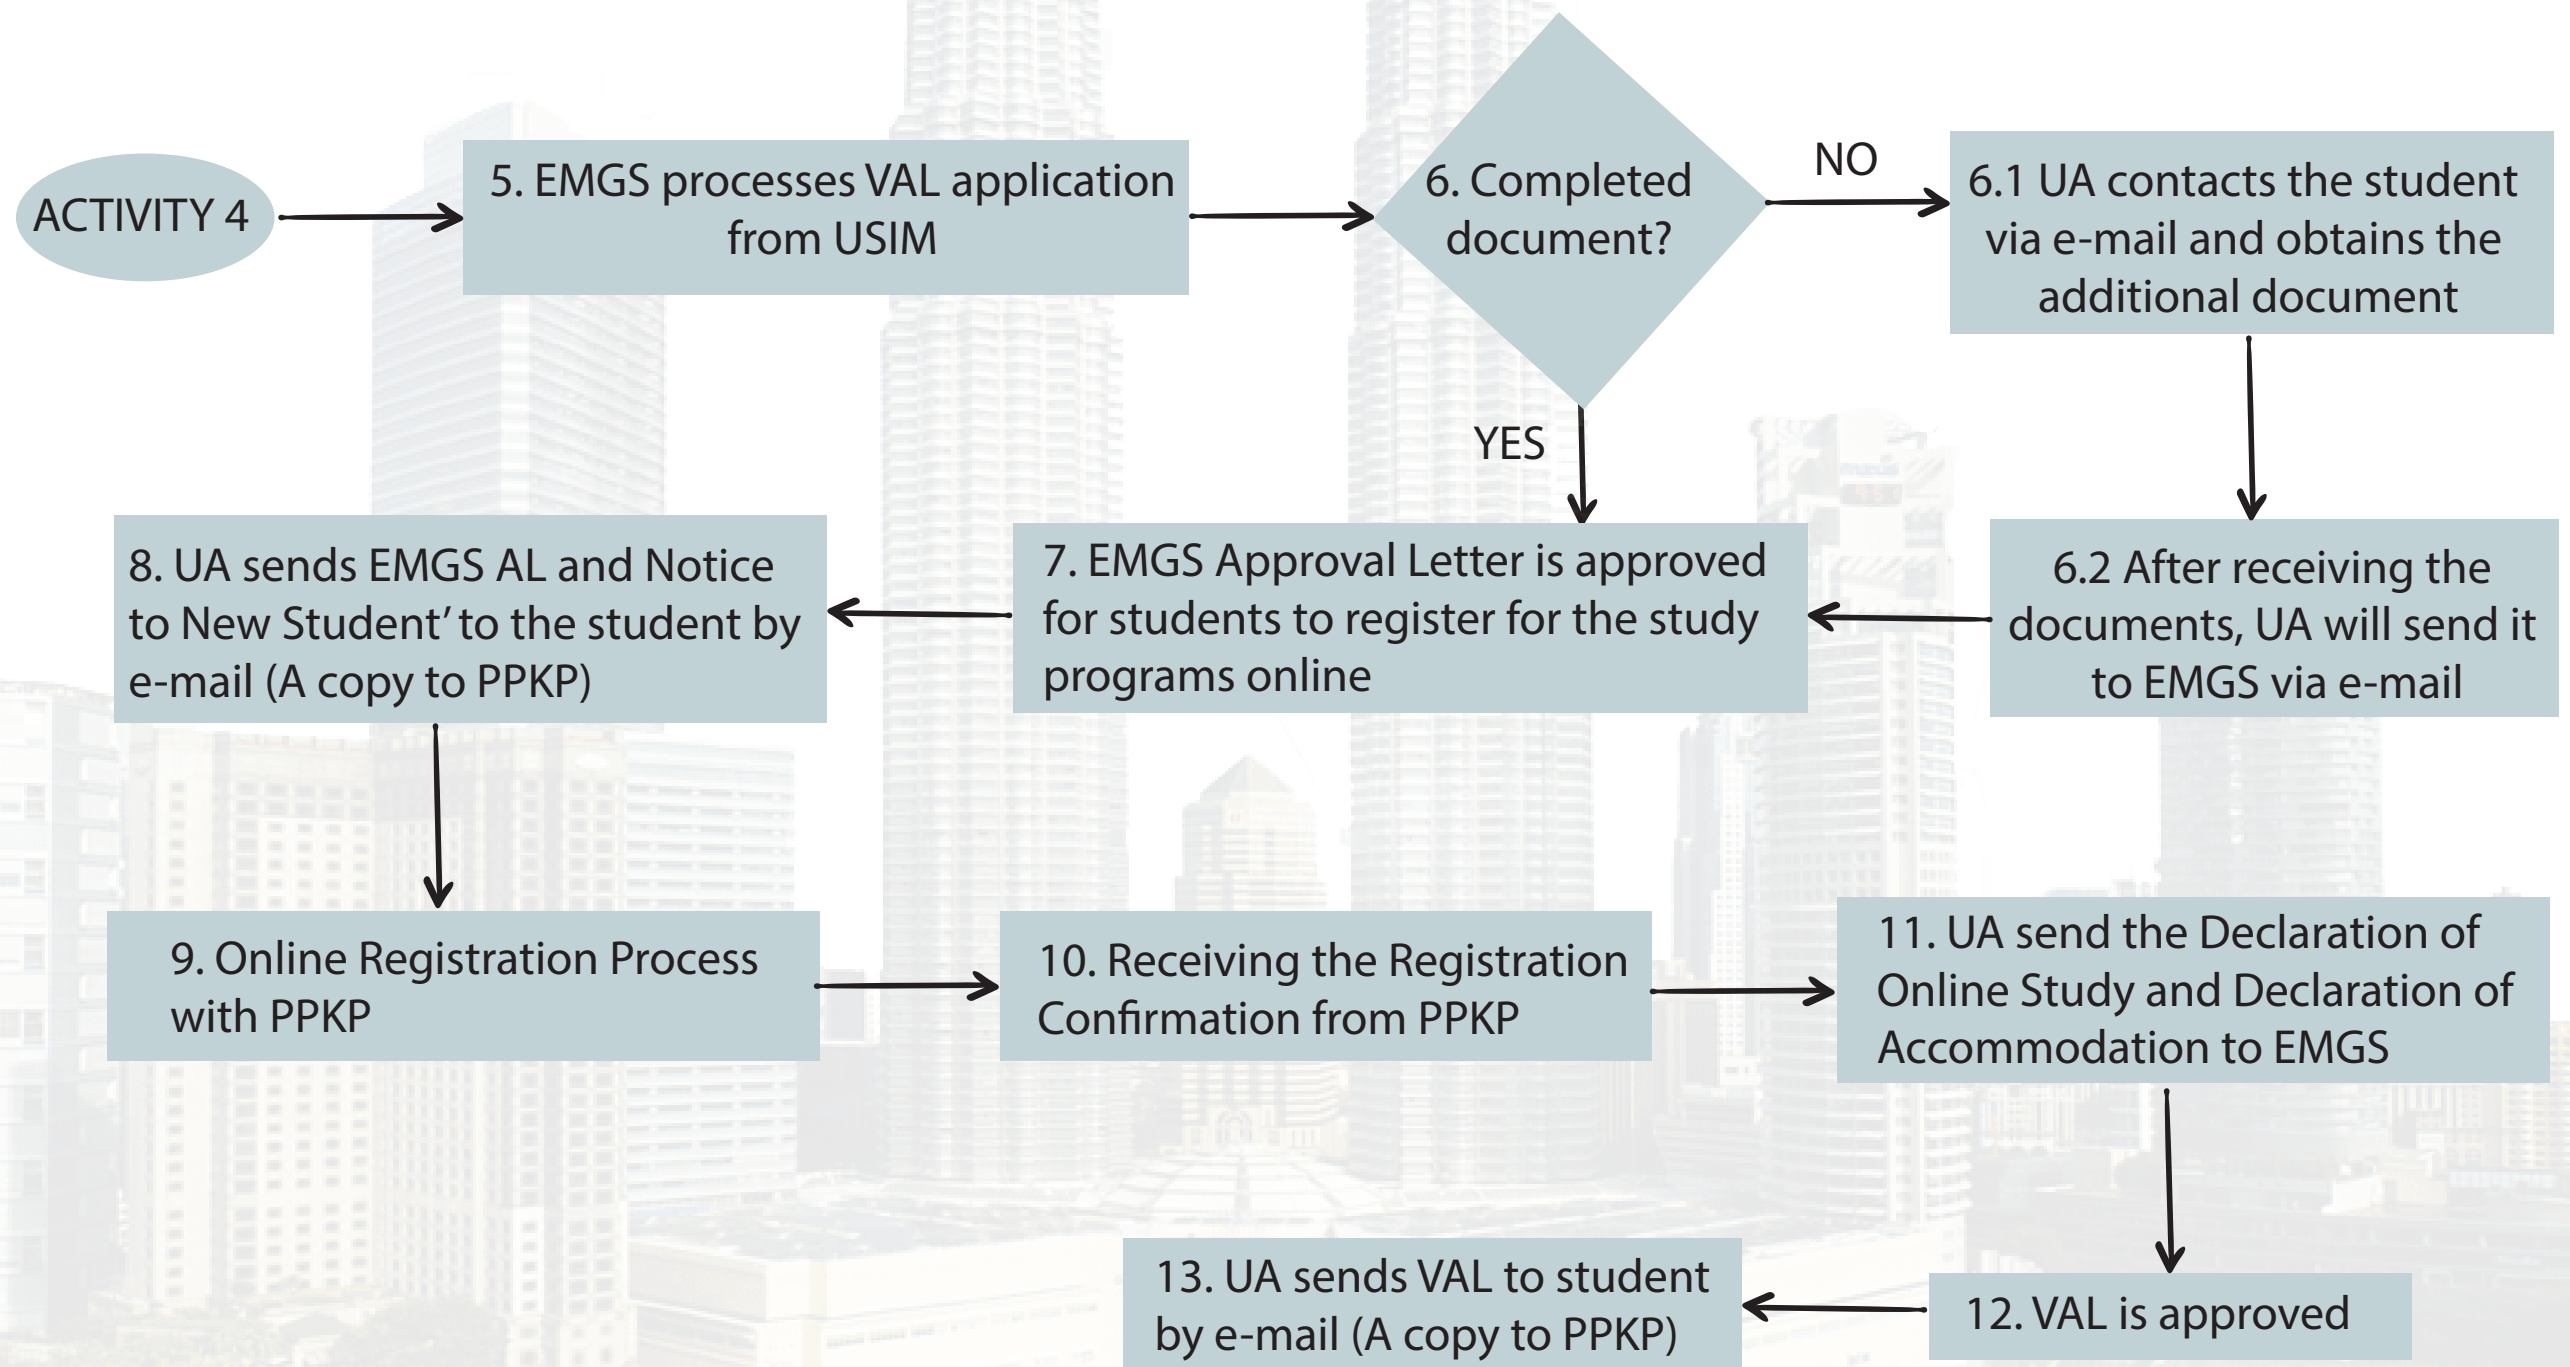 ACTIVITY 4
5. EMGS processes VAL application
from USIM
6. Completed
document?
NO
6.1 UA contacts the student
via e-mail and obtains the
additional document
YES
6.2 After receiving the
documents, UA will send it
to EMGS via e-mail
7. EMGS Approval Letter is approved
for students to register for the study
programs online
8. UA sends EMGS AL and Notice
to New Student’ to the student by
e-mail (A copy to PPKP)
9. Online Registration Process
with PPKP
10. Receiving the Registration
Confirmation from PPKP
11. UA send the Declaration of
Online Study and Declaration of
Accommodation to EMGS
12. VAL is approved
13. UA sends VAL to student
by e-mail (A copy to PPKP)